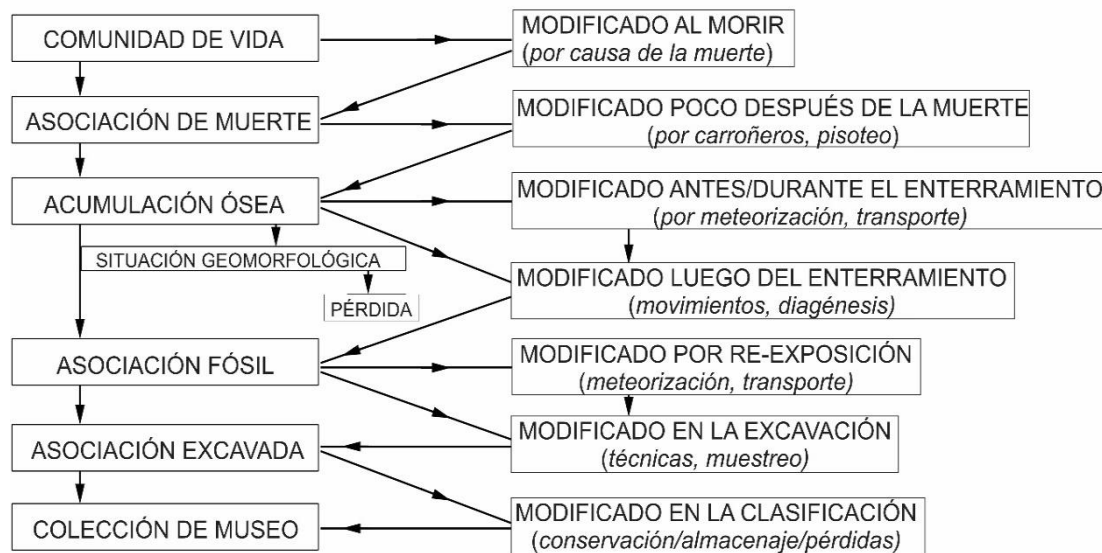 COMUNIDAD DE VIDA
MODIFICADO AL MORIR
(por causa de la muerte)
ASOCIACIÓN DE MUERTE
MODIFICADO POCO DESPUÉS DE LA MUERTE
(por carroñeros, pisoteo)
ACUMULACIÓN ÓSEA
MODIFICADO ANTES/DURANTE EL ENTERRAMIENTO
(por meteorización, transporte)
SITUACIÓN GEOMORFOLÓGICA
PÉRDIDA
MODIFICADO LUEGO DEL ENTERRAMIENTO
(movimientos, diagénesis)
ASOCIACIÓN FÓSIL
MODIFICADO POR RE-EXPOSICIÓN
(meteorización, transporte)
ASOCIACIÓN EXCAVADA
MODIFICADO EN LA EXCAVACIÓN
(técnicas, muestreo)
COLECCIÓN DE MUSEO
MODIFICADO EN LA CLASIFICACIÓN
(conservación/almacenaje/pérdidas)